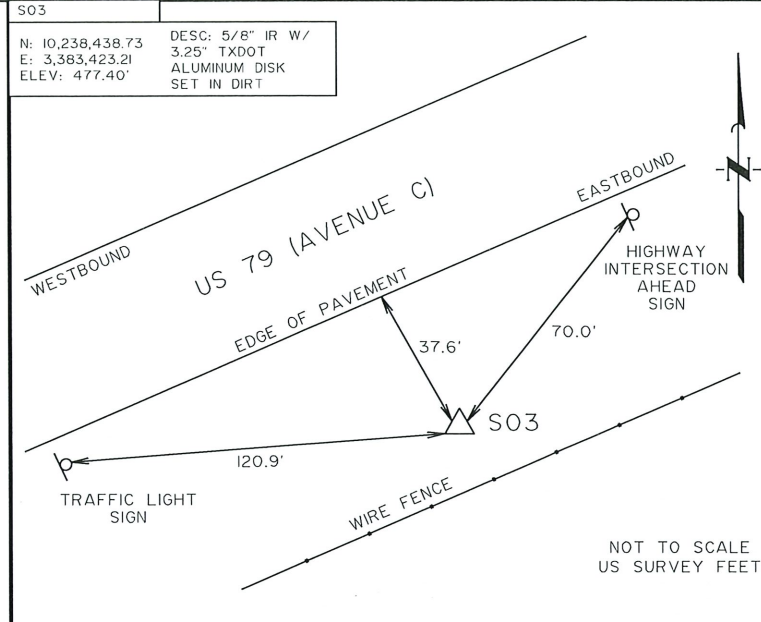 S03
N: 10,238,438.73
E: 3,383,423.21
ELEV: 477.40'
DESC: 5/8" IR W/
3.25" TXDOT
ALUMINUM DISK
SET IN DIRT
WESTBOUND
US 79 (AVENUE C)
EASTBOUND
N
EDGE OF PAVEMENT
HIGHWAY
INTERSECTION
AHEAD
SIGN
37.6'
70.0'
S03
120.9'
TRAFFIC LIGHT
SIGN
WIRE FENCE
NOT TO SCALE
US SURVEY FEET